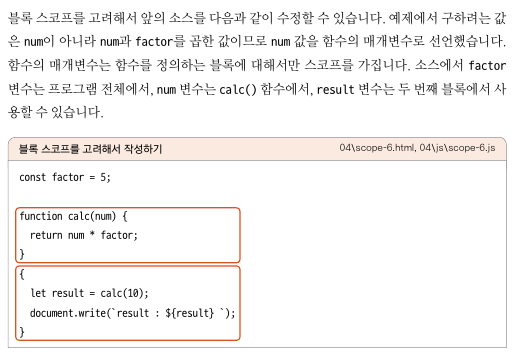 블록 스코프를 고려해서 앞의 소스를 다음과 같이 수정할 수 있습니다. 예제에서 구하려는 값
은 num이 아니라 num과 factor를 곱한 값이므로 num 값을 함수의 매개변수로 선언했습니다.
함수의 매개변수는 함수를 정의하는 블록에 대해서만 스코프를 가집니다. 소스에서 factor
변수는 프로그램 전체에서, num 변수는 calc() 함수에서, result 변수는 두 번째 블록에서 사
용할 수 있습니다.
블록 스코프를 고려해서 작성하기 04\scope-6.html, 04\js\scope-6.js
const factor = 5;
function calc(num) {
return num * factor;
}
{
let result = calc(10);
document.write(`result : ${result} `);
}